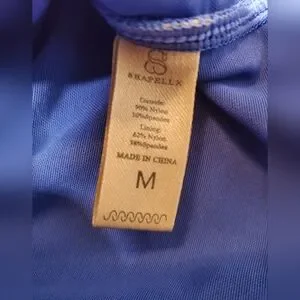 SHAPELLX
Outside:
90% Nylon
10%Spandex
Lining:
62% Nylon
38%Spandex
MADE IN CHINA
M